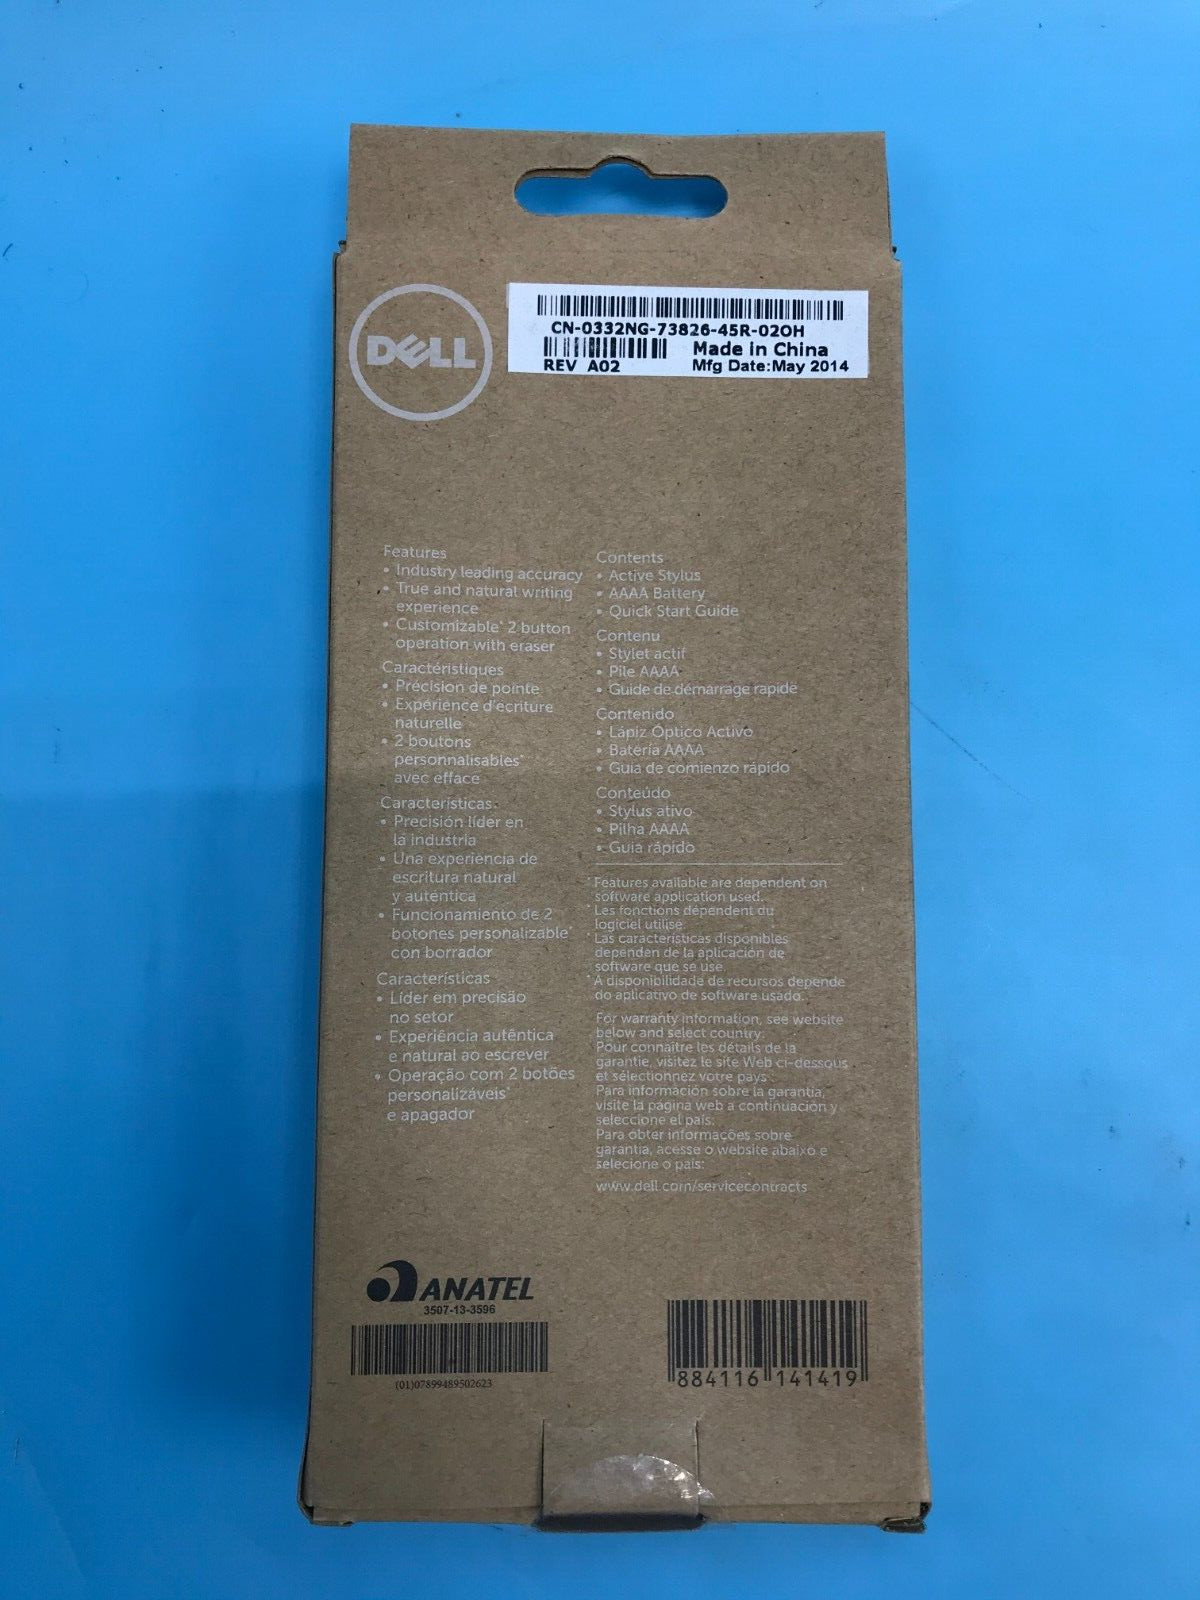 DELL
CN-0332NG-73826-45R-02OH
Made in China
REV A02
Mfg Date:May 2014
Features
• Industry leading accuracy
• True and natural writing
experience
• Customizable* 2 button
operation with eraser
Caractéristiques
• Précision de pointe
• Expérience d'écriture
naturelle
• 2 boutons
personnalisables*
avec efface
Características
• Precisión líder en
la industria
• Una experiencia de
escritura natural
y auténtica
• Funcionamiento de 2
botones personalizable*
con borrador
Características
• Líder em precisão
no setor
• Experiência autêntica
e natural ao escrever
• Operação com 2 botões
personalizáveis*
e apagador
Contents
• Active Stylus
• AAAA Battery
• Quick Start Guide
Contenu
• Stylet actif
• Pile AAAA
• Guide de démarrage rapide
Contenido
• Lápiz Óptico Activo
• Batería AAAA
• Guía de comienzo rápido
Conteúdo
• Stylus ativo
• Pilha AAAA
• Guia rápido
*Features available are dependent on
software application used.
*Les fonctions dépendent du
logiciel utilisé.
*Las características disponibles
dependen de la aplicación de
software que se use.
*A disponibilidade de recursos depende
do aplicativo de software usado.
For warranty information, see website
below and select country:
Pour connaître les détails de la
garantie, visitez le site Web ci-dessous
et sélectionnez votre pays:
Para información sobre la garantía,
visite la página web a continuación y
seleccione el país:
Para obter informações sobre
garantia, acesse o website abaixo e
selecione o país:
www.dell.com/servicecontracts
ANATEL
3507-13-3596
(01)07899489502623
884116 141419